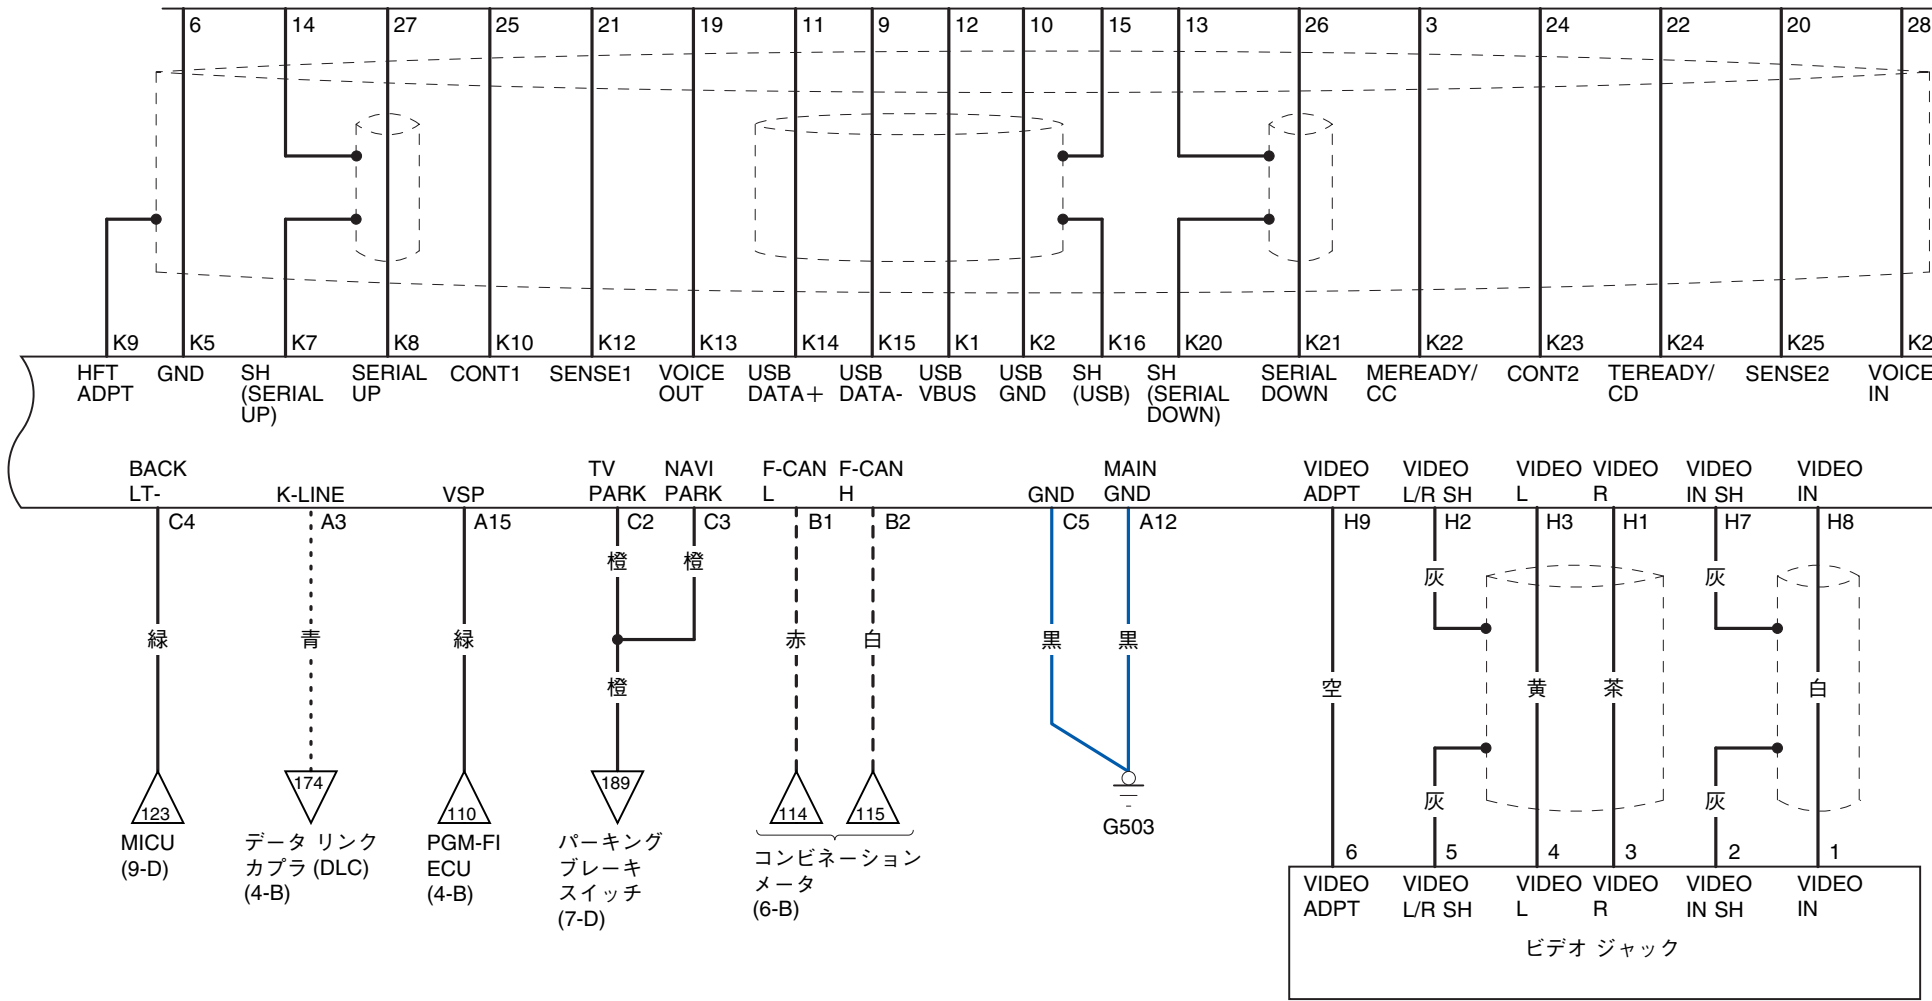 6 14 27 25 21 19 11 9 12 10 15 13 26 3 24 22 20 28
K9 K5 K7 K8 K10 K12 K13 K14 K15 K1 K2 K16 K20 K21 K22 K23 K24 K25 K2
HFT GND SH SERIAL CONT1 SENSE1 VOICE USB USB USB USB SH SH SERIAL MEREADY/ CONT2 TEREADY/ SENSE2 VOICE
ADPT (SERIAL UP OUT DATA+ DATA- VBUS GND (USB) (SERIAL DOWN CC CD IN
UP) DOWN)
BACK TV NAVI F-CAN F-CAN MAIN VIDEO VIDEO VIDEO VIDEO VIDEO VIDEO
LT- K-LINE VSP PARK PARK L H GND GND ADPT L/R SH L R IN SH IN
C4 A3 A15 C2 C3 B1 B2 C5 A12 H9 H2 H3 H1 H7 H8
橙 橙
灰 灰
緑 青 緑 赤 白 黒 黒
橙 空 黄 茶 白
174 189
灰 灰
123 110 114 115
G503
MICU データ リンク PGM-FI パーキング
(9-D) カプラ (DLC) ECU ブレーキ
(4-B) (4-B) スイッチ
(7-D)
コンビネーション
メータ
(6-B)
6 5 4 3 2 1
VIDEO VIDEO VIDEO VIDEO VIDEO VIDEO
ADPT L/R SH L R IN SH IN
ビデオ ジャック